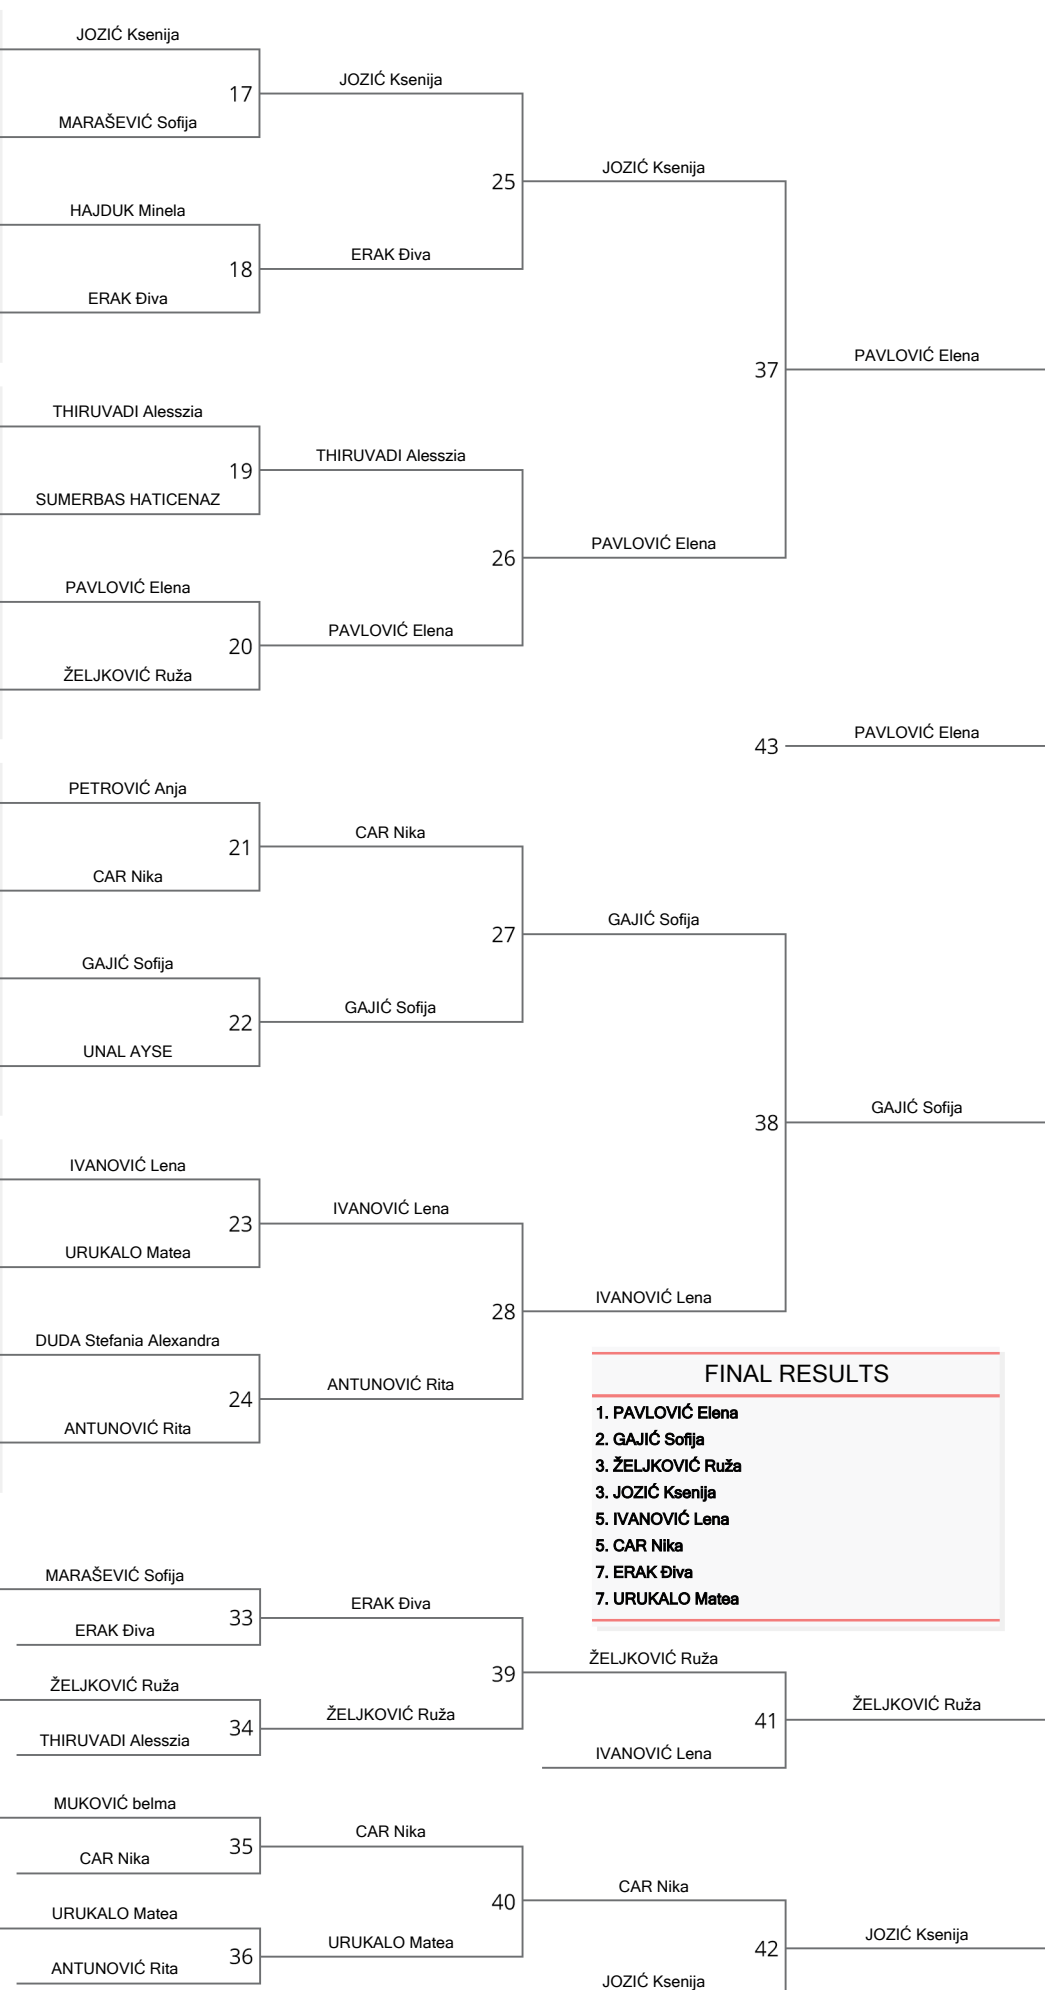 JOZIĆ Ksenija
17
JOZIĆ Ksenija
MARAŠEVIĆ Sofija
25
JOZIĆ Ksenija
HAJDUK Minela
18
ERAK Điva
ERAK Điva
37
PAVLOVIĆ Elena
THIRUVADI Alesszia
19
THIRUVADI Alesszia
SUMERBAS HATICENAZ
26
PAVLOVIĆ Elena
PAVLOVIĆ Elena
20
PAVLOVIĆ Elena
ŽELJKOVIĆ Ruža
43
PAVLOVIĆ Elena
PETROVIĆ Anja
21
CAR Nika
CAR Nika
27
GAJIĆ Sofija
GAJIĆ Sofija
22
GAJIĆ Sofija
UNAL AYSE
38
GAJIĆ Sofija
IVANOVIĆ Lena
23
IVANOVIĆ Lena
URUKALO Matea
28
IVANOVIĆ Lena
DUDA Stefania Alexandra
24
ANTUNOVIĆ Rita
ANTUNOVIĆ Rita
FINAL RESULTS
1. PAVLOVIĆ Elena
2. GAJIĆ Sofija
3. ŽELJKOVIĆ Ruža
3. JOZIĆ Ksenija
5. IVANOVIĆ Lena
5. CAR Nika
7. ERAK Điva
7. URUKALO Matea
MARAŠEVIĆ Sofija
33
ERAK Điva
ERAK Điva
39
ŽELJKOVIĆ Ruža
ŽELJKOVIĆ Ruža
34
ŽELJKOVIĆ Ruža
THIRUVADI Alesszia
41
ŽELJKOVIĆ Ruža
IVANOVIĆ Lena
MUKOVIĆ belma
35
CAR Nika
CAR Nika
40
CAR Nika
URUKALO Matea
36
URUKALO Matea
ANTUNOVIĆ Rita
42
JOZIĆ Ksenija
JOZIĆ Ksenija